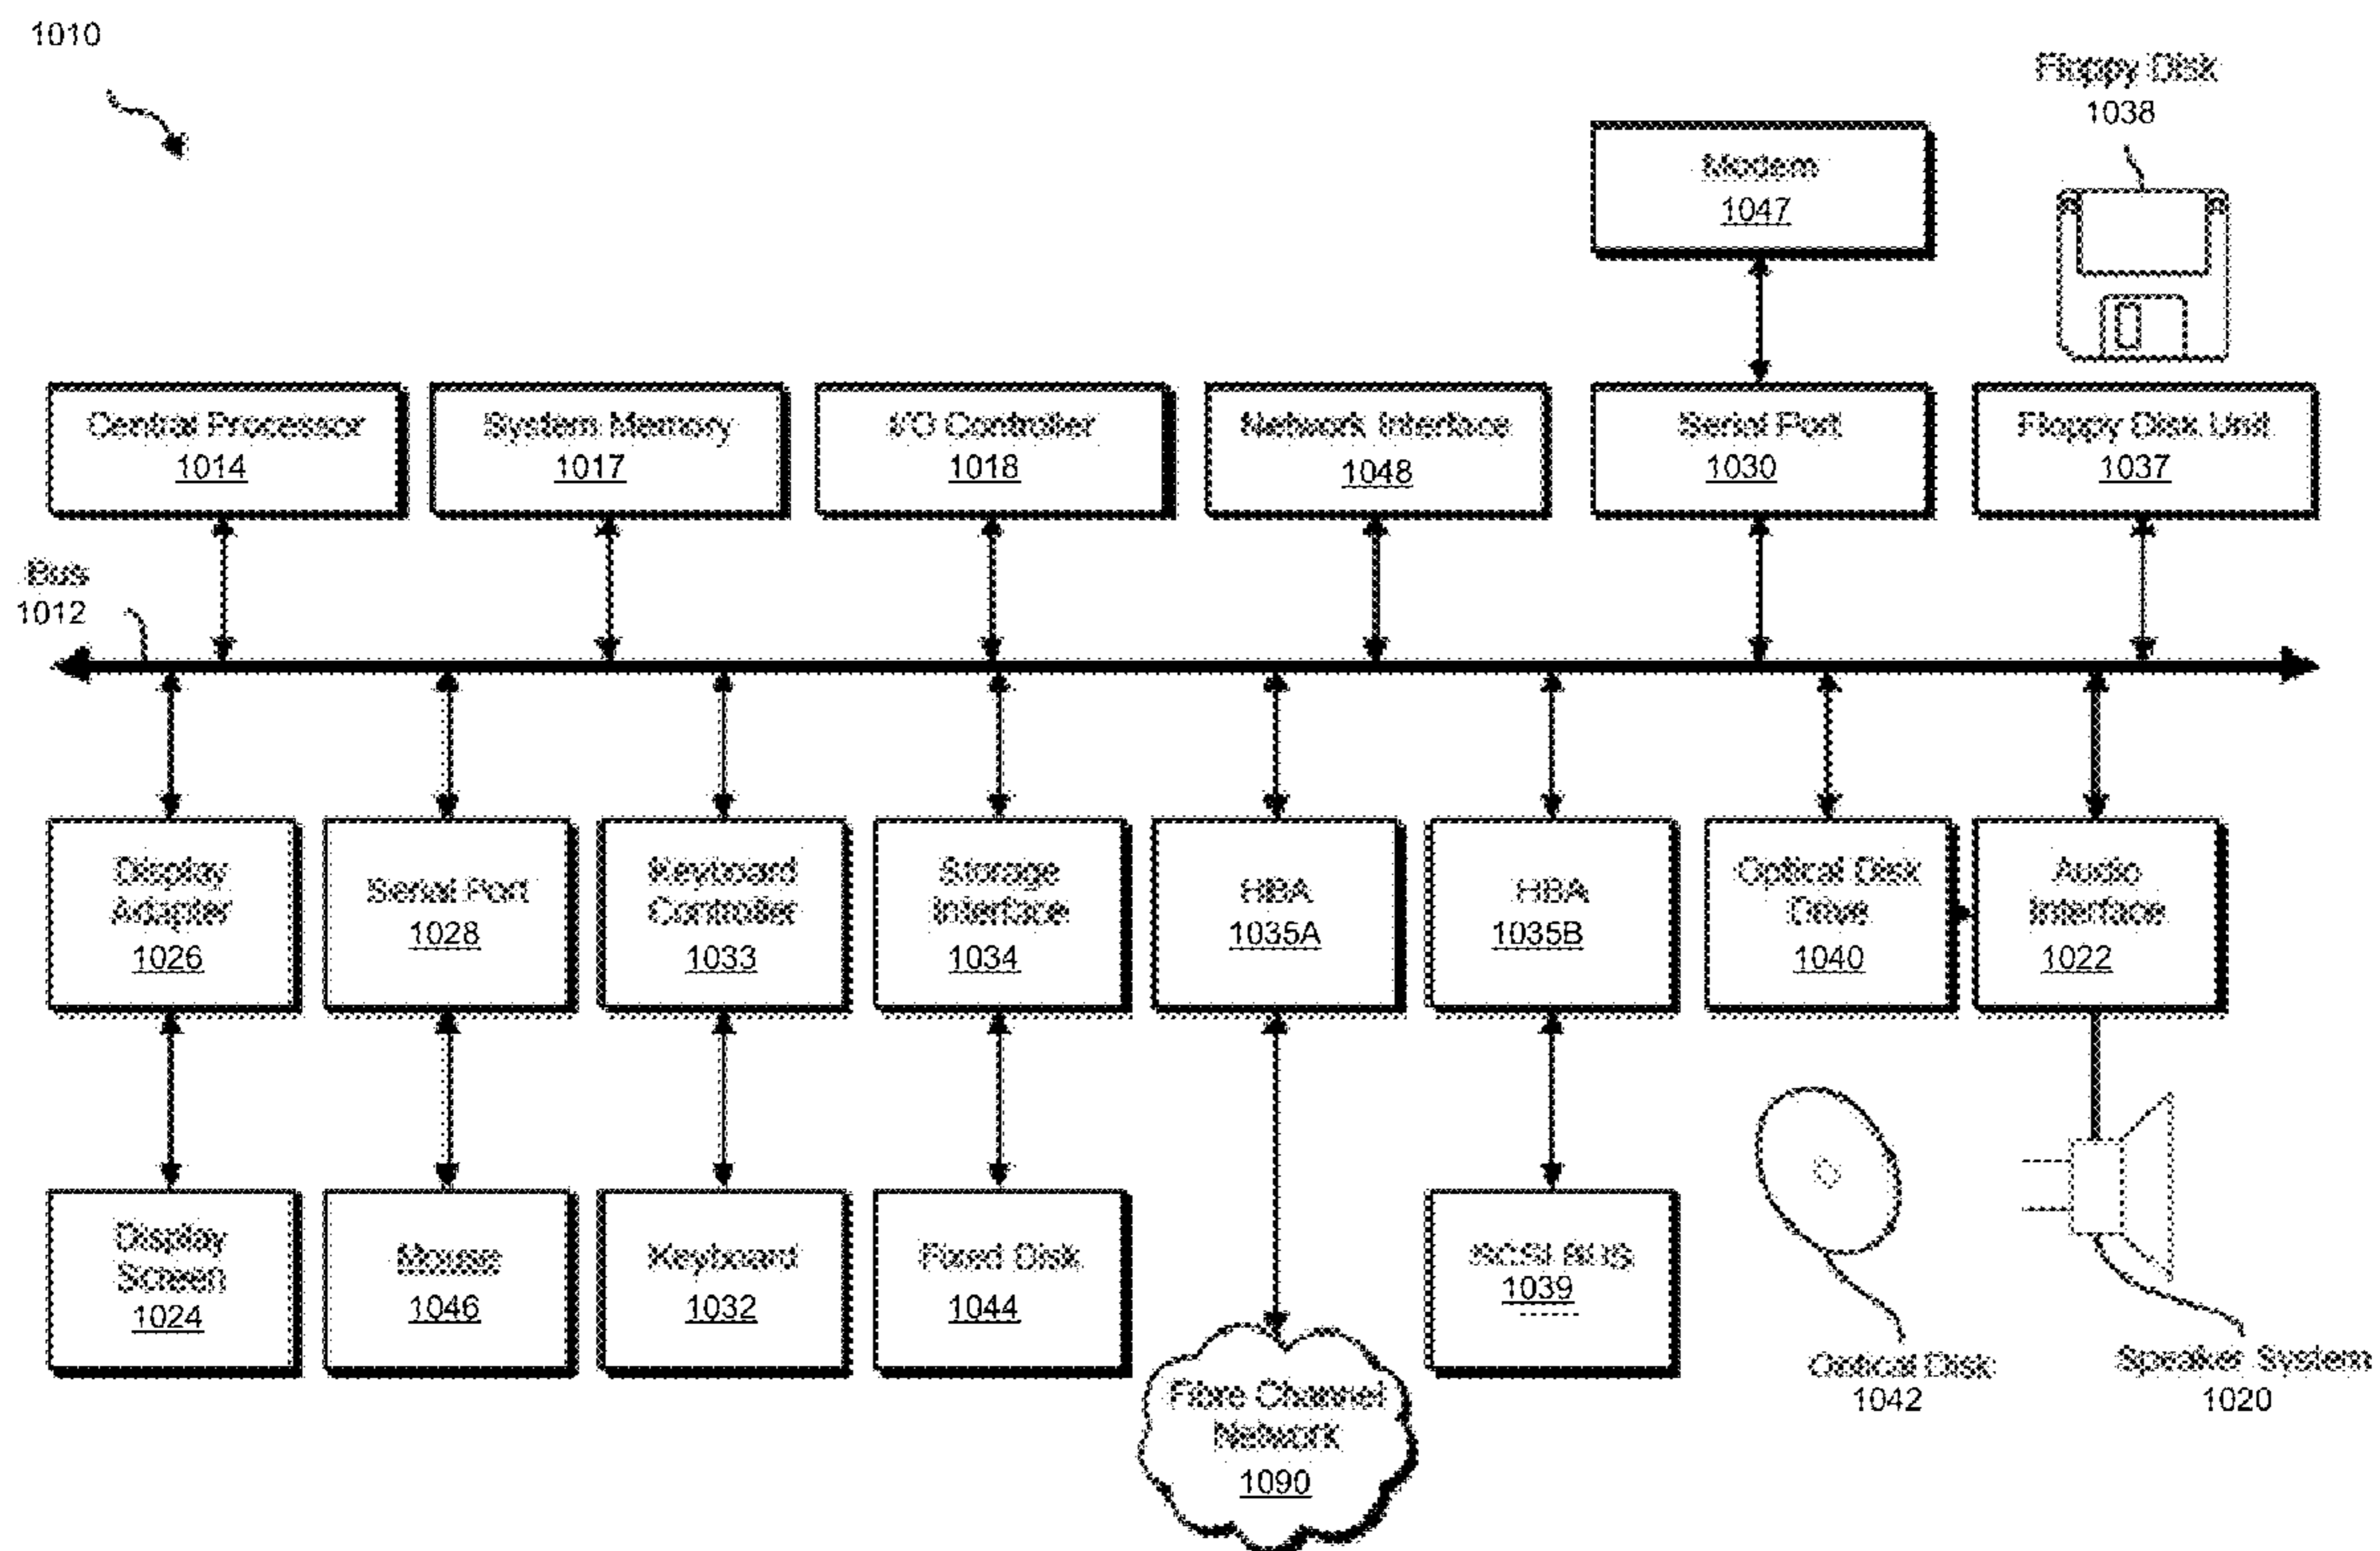 1010
Floppy Disk
1038
Modem
1047
Central Processor
1014
System Memory
1017
I/O Controller
1018
Network Interface
1048
Serial Port
1030
Floppy Disk Unit
1037
Bus
1012
Display
Adapter
1026
Serial Port
1028
Keyboard
Controller
1033
Storage
Interface
1034
HBA
1035A
HBA
1035B
Optical Disk
Drive
1040
Audio
Interface
1022
Display
Screen
1024
Mouse
1046
Keyboard
1032
Fixed Disk
1044
Fibre Channel
Network
1090
BUS
1039
Optical Disk
1042
Speaker System
1020